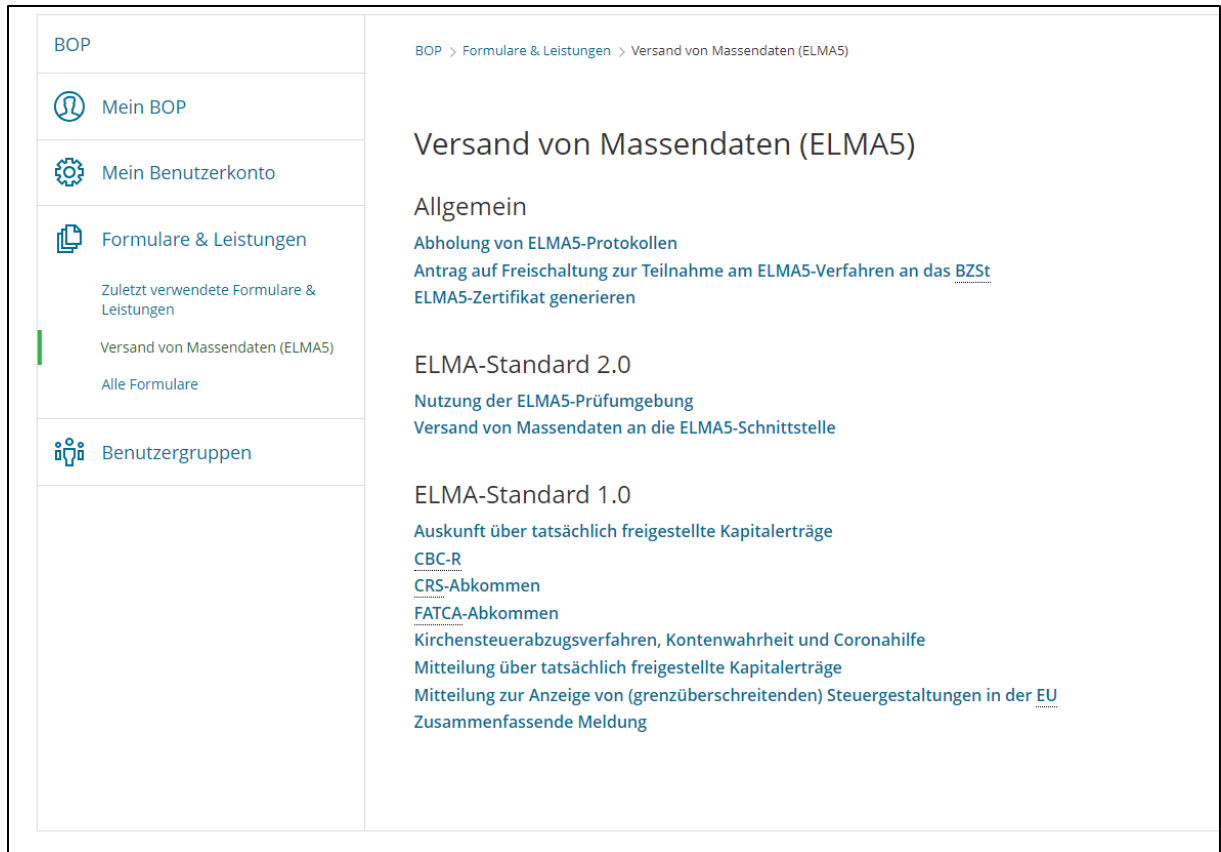 BOP
Mein BOP
Mein Benutzerkonto
Formulare & Leistungen
Zuletzt verwendete Formulare &
Leistungen
Versand von Massendaten (ELMA5)
Alle Formulare
Benutzergruppen
BOP > Formulare & Leistungen > Versand von Massendaten (ELMA5)
Versand von Massendaten (ELMA5)
Allgemein
Abholung von ELMA5-Protokollen
Antrag auf Freischaltung zur Teilnahme am ELMA5-Verfahren an das BZSt
ELMA5-Zertifikat generieren
ELMA-Standard 2.0
Nutzung der ELMA5-Prüfumgebung
Versand von Massendaten an die ELMA5-Schnittstelle
ELMA-Standard 1.0
Auskunft über tatsächlich freigestellte Kapitalerträge
CBC-R
CRS-Abkommen
FATCA-Abkommen
Kirchensteuerabzugsverfahren, Kontenwahrheit und Coronahilfe
Mitteilung über tatsächlich freigestellte Kapitalerträge
Mitteilung zur Anzeige von (grenzüberschreitenden) Steuergestaltungen in der EU
Zusammenfassende Meldung